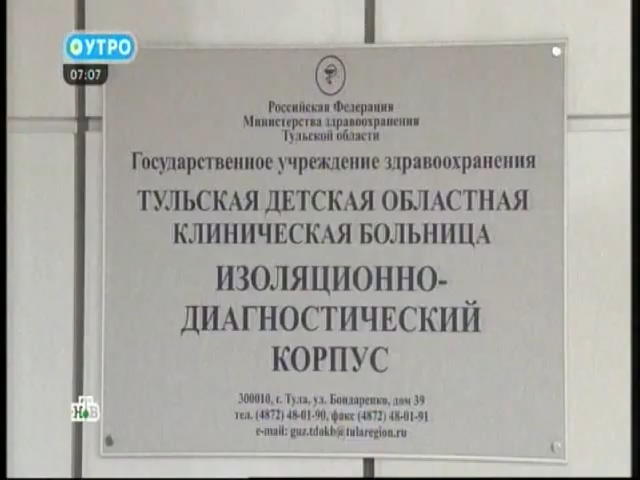 УТРО
07:07
Российская Федерация
Министерства здравоохранения
Тульской области
Государственное учреждение здравоохранения
ТУЛЬСКАЯ ДЕТСКАЯ ОБЛАСТНАЯ
КЛИНИЧЕСКАЯ БОЛЬНИЦА
ИЗОЛЯЦИОННО-
ДИАГНОСТИЧЕСКИЙ
КОРПУС
300010, г. Тула, ул. Бондаренко, дом 39
тел. (4872) 48-01-90, факс (4872) 48-01-91
e-mail: guz.tdokb@tularegion.ru
НТВ